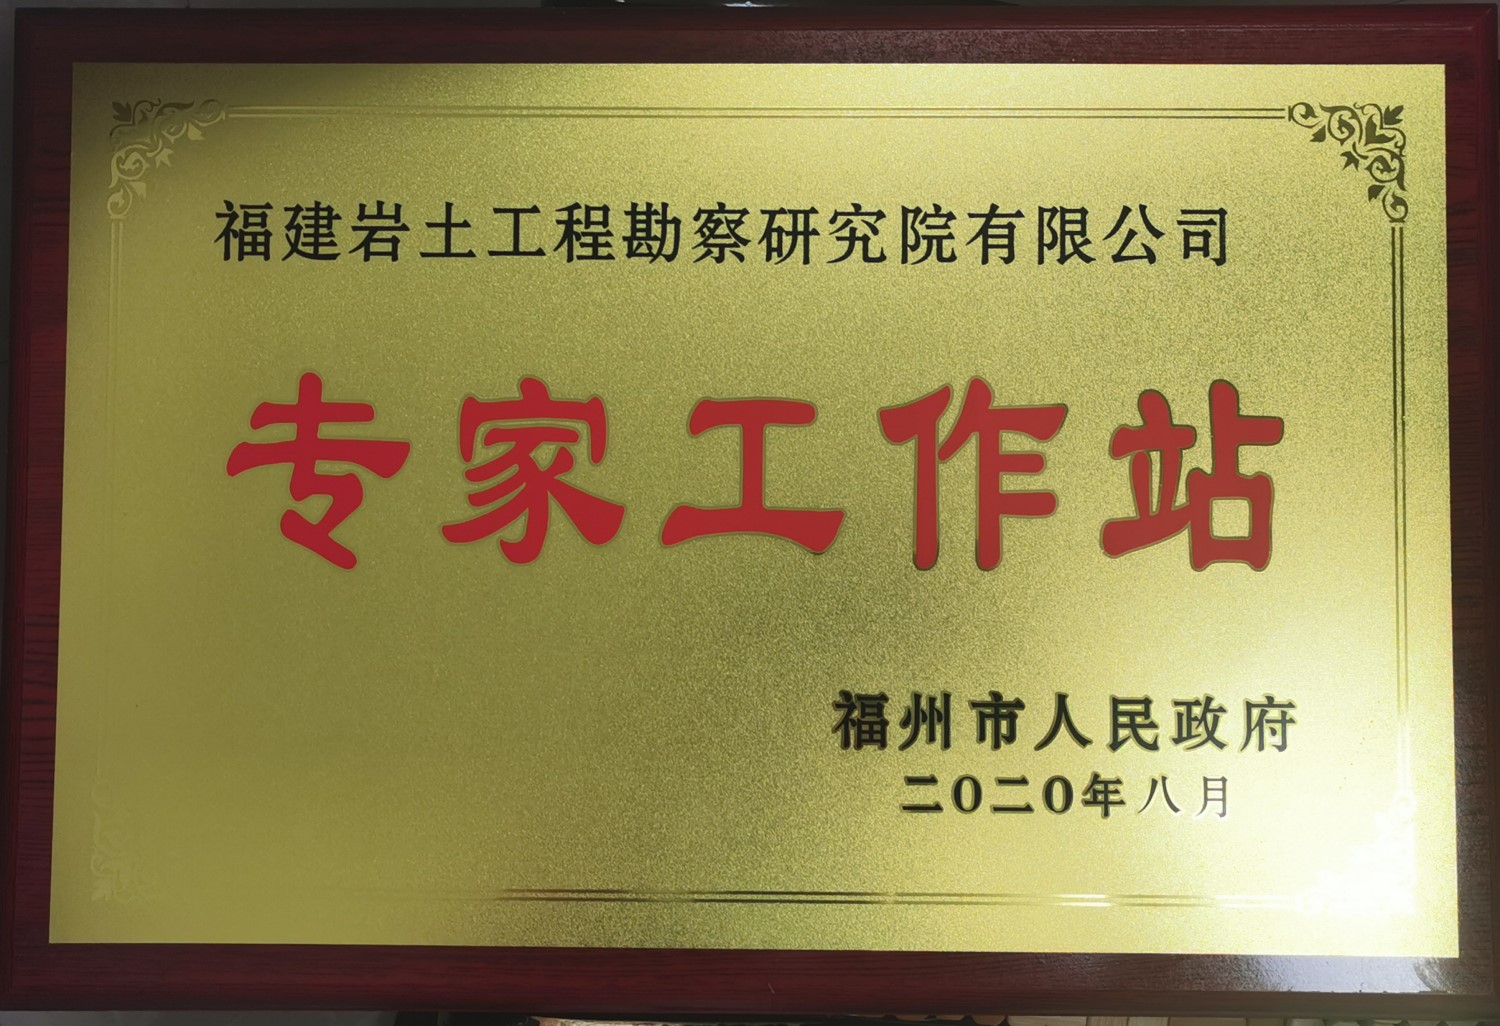 福建岩土工程勘察研究院有限公司
专家工作站
福州市人民政府
二〇二〇年八月